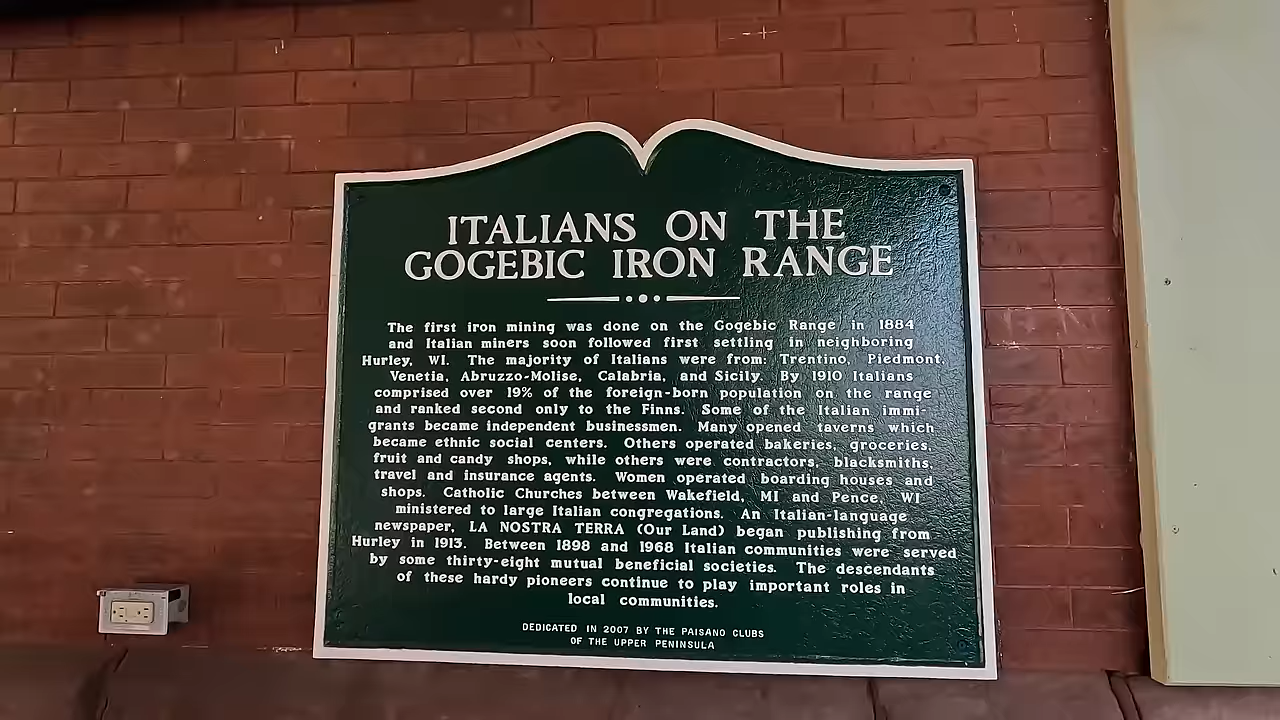 ITALIANS ON THE
GOGEBIC IRON RANGE
The first iron mining was done on the Gogebic Range in 1884
and Italian miners soon followed first settling in neighboring
Hurley, WI. The majority of Italians were from: Trentino, Piedmont,
Venetia, Abruzzo-Molise, Calabria, and Sicily. By 1910 Italians
comprised over 19% of the foreign-born population on the range
and ranked second only to the Finns. Some of the Italian immi-
grants became independent businessmen. Many opened taverns which
became ethnic social centers. Others operated bakeries, groceries,
fruit and candy shops, while others were contractors, blacksmiths,
travel and insurance agents. Women operated boarding houses and
shops. Catholic Churches between Wakefield, MI and Pence, WI
ministered to large Italian congregations. An Italian-language
newspaper, LA NOSTRA TERRA (Our Land) began publishing from
Hurley in 1913. Between 1898 and 1968 Italian communities were served
by some thirty-eight mutual beneficial societies. The descendants
of these hardy pioneers continue to play important roles in
local communities.
DEDICATED IN 2007 BY THE PAISANO CLUBS
OF THE UPPER PENINSULA